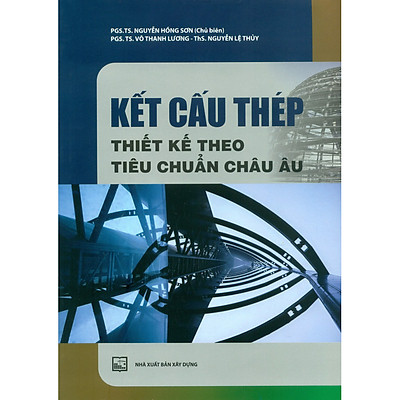 PGS.TS. NGUYỄN HỒNG SƠN (Chủ biên)
PGS. TS. VÕ THANH LƯƠNG - ThS. NGUYỄN LỆ THỦY
KẾT CẤU THÉP
THIẾT KẾ THEO
TIÊU CHUẨN CHÂU ÂU
NHÀ XUẤT BẢN XÂY DỰNG